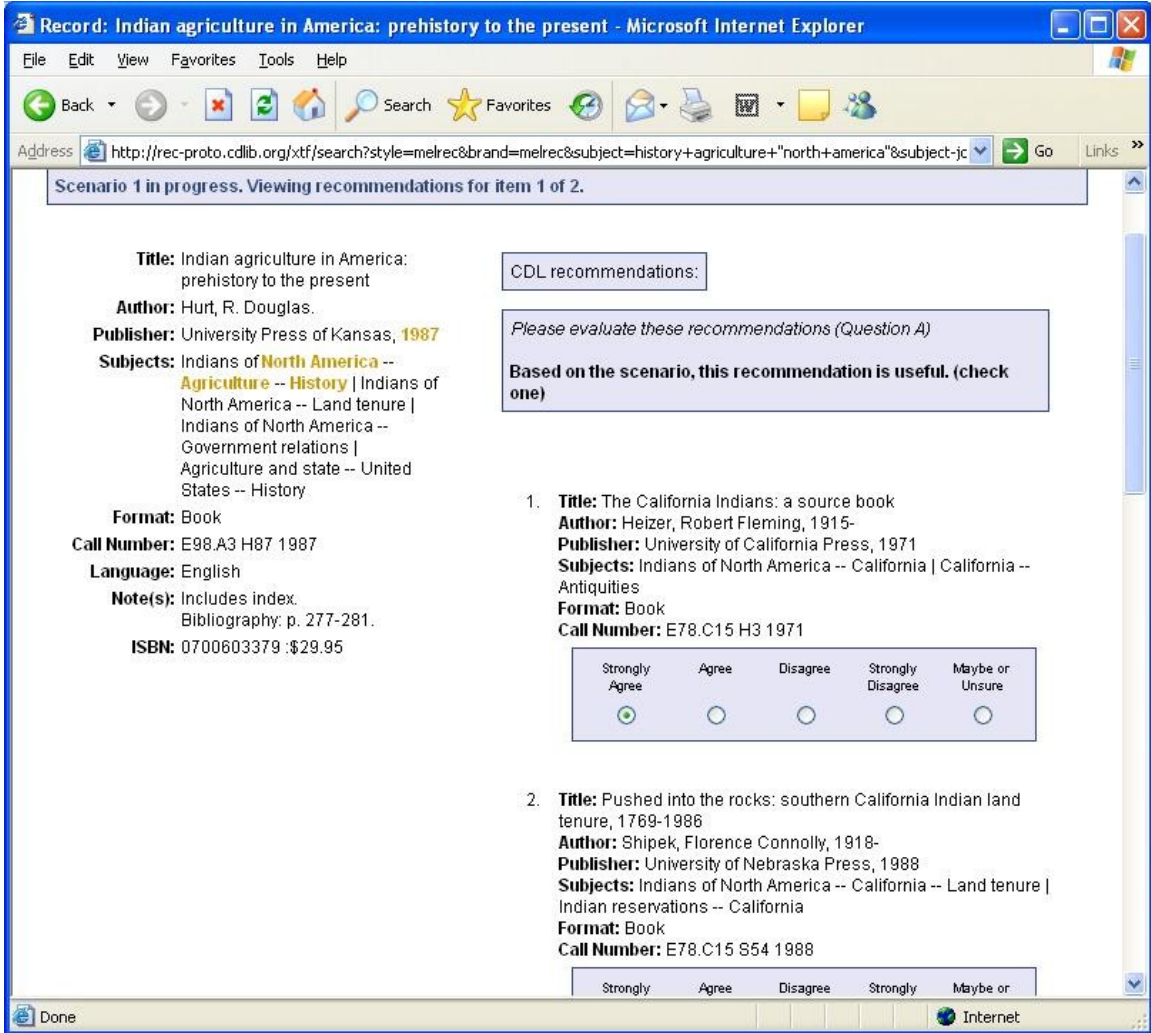 Record: Indian agriculture in America: prehistory to the present - Microsoft Internet Explorer
File Edit View Favorites Tools Help
Back Search Favorites
Address http://rec-proto.cdlib.org/xtf/search?style=melrec&brand=melrec&subject=history+agriculture+"north+america"&subject-jc Go Links »
Scenario 1 in progress. Viewing recommendations for item 1 of 2.
Title: Indian agriculture in America:
prehistory to the present
Author: Hurt, R. Douglas.
Publisher: University Press of Kansas, 1987
Subjects: Indians of North America --
Agriculture -- History | Indians of
North America -- Land tenure |
Indians of North America --
Government relations |
Agriculture and state -- United
States -- History
Format: Book
Call Number: E98.A3 H87 1987
Language: English
Note(s): Includes index.
Bibliography: p. 277-281.
ISBN: 0700603379 :$29.95
CDL recommendations:
Please evaluate these recommendations (Question A)
Based on the scenario, this recommendation is useful. (check
one)
1. Title: The California Indians: a source book
Author: Heizer, Robert Fleming, 1915-
Publisher: University of California Press, 1971
Subjects: Indians of North America -- California | California --
Antiquities
Format: Book
Call Number: E78.C15 H3 1971
Strongly Agree Disagree Strongly Maybe or
Agree Disagree Unsure
2. Title: Pushed into the rocks: southern California Indian land
tenure, 1769-1986
Author: Shipek, Florence Connolly, 1918-
Publisher: University of Nebraska Press, 1988
Subjects: Indians of North America -- California -- Land tenure |
Indian reservations -- California
Format: Book
Call Number: E78.C15 S54 1988
Strongly Agree Disagree Strongly Maybe or
Done Internet